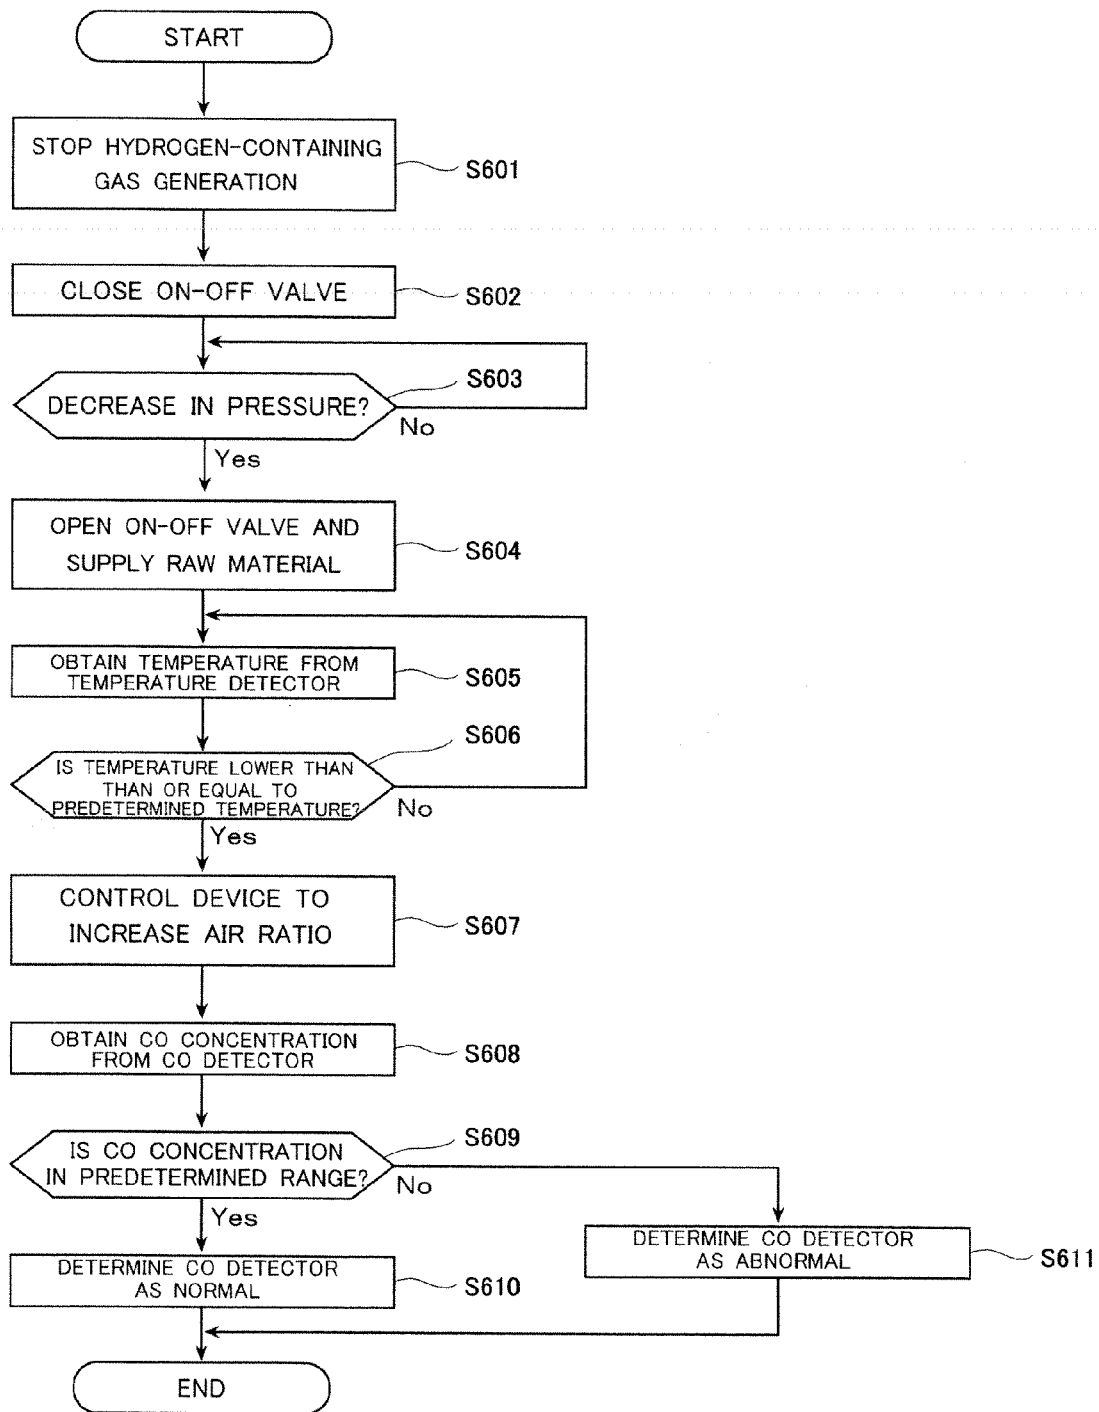 START
STOP HYDROGEN-CONTAINING
GAS GENERATION
S601
CLOSE ON-OFF VALVE
S602
DECREASE IN PRESSURE?
S603
No
Yes
OPEN ON-OFF VALVE AND
SUPPLY RAW MATERIAL
S604
OBTAIN TEMPERATURE FROM
TEMPERATURE DETECTOR
S605
IS TEMPERATURE LOWER THAN
THAN OR EQUAL TO
PREDETERMINED TEMPERATURE?
S606
No
Yes
CONTROL DEVICE TO
INCREASE AIR RATIO
S607
OBTAIN CO CONCENTRATION
FROM CO DETECTOR
S608
IS CO CONCENTRATION
IN PREDETERMINED RANGE?
S609
No
Yes
DETERMINE CO DETECTOR
AS NORMAL
S610
DETERMINE CO DETECTOR
AS ABNORMAL
S611
END